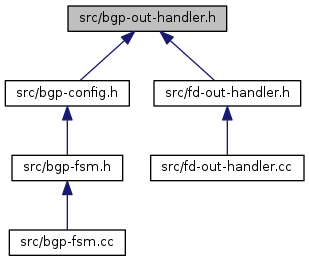 src/bgp-out-handler.h
src/bgp-config.h
src/fd-out-handler.h
src/bgp-fsm.h
src/fd-out-handler.cc
src/bgp-fsm.cc